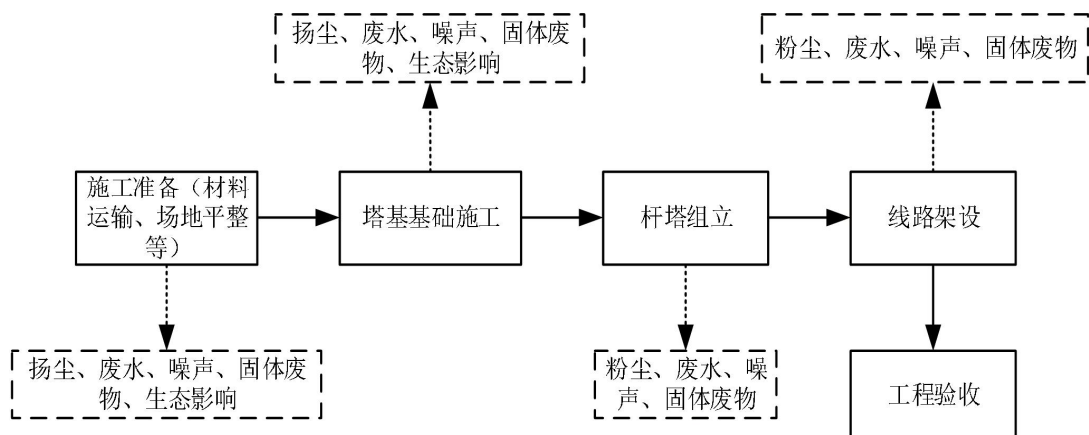 扬尘、废水、噪声、固体废
物、生态影响
粉尘、废水、噪声、固体废物
施工准备（材料
运输、场地平整
等）
塔基基础施工
杆塔组立
线路架设
扬尘、废水、噪声、固体废
物、生态影响
粉尘、废水、噪
声、固体废物
工程验收